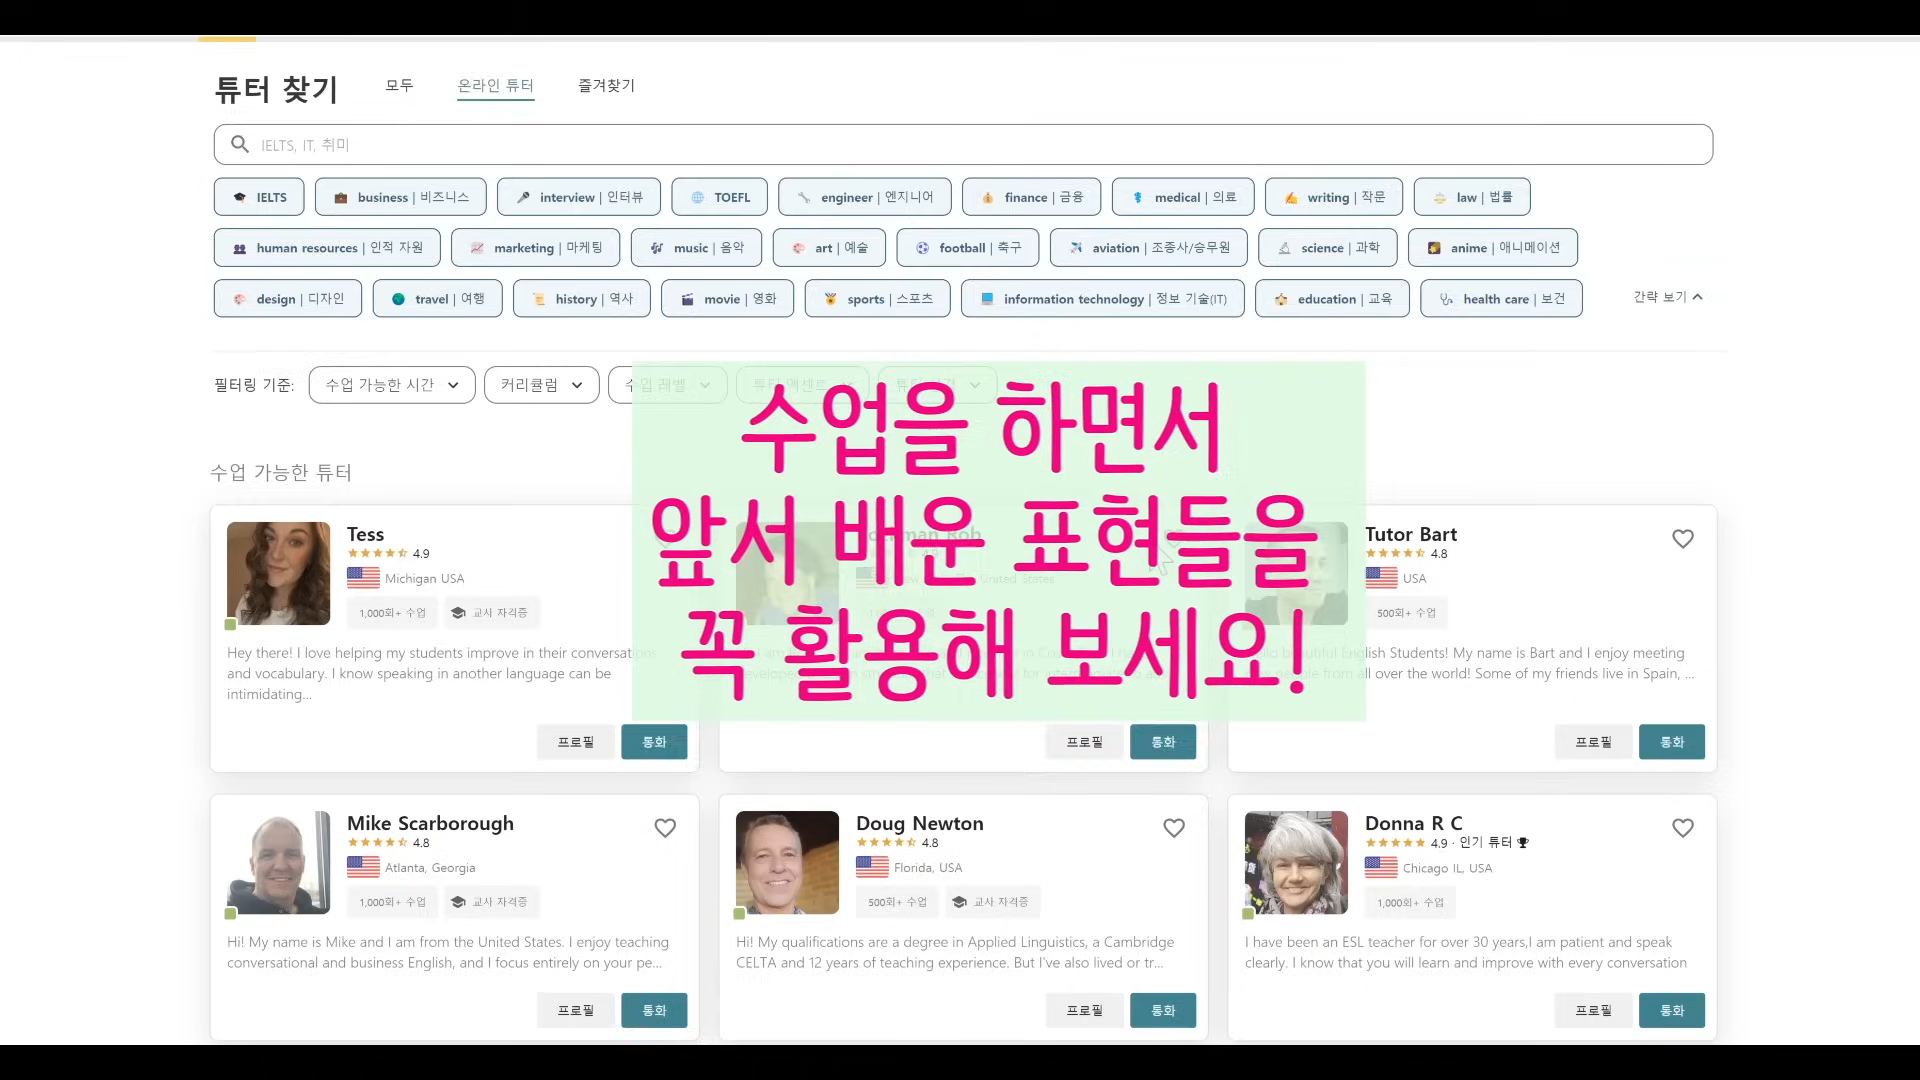 튜터 찾기 모두 온라인 튜터 즐겨찾기
IELTS, IT, 취미
IELTS business | 비즈니스 interview | 인터뷰 TOEFL engineer | 엔지니어 finance | 금융 medical | 의료 writing | 작문 law | 법률
human resources | 인적 자원 marketing | 마케팅 music | 음악 art | 예술 football | 축구 aviation | 조종사/승무원 science | 과학 anime | 애니메이션
design | 디자인 travel | 여행 history | 역사 movie | 영화 sports | 스포츠 information technology | 정보 기술(IT) education | 교육 health care | 보건 간략 보기
필터링 기준: 수업 가능한 시간 커리큘럼 수업 레벨
수업을 하면서
앞서 배운 표현들을
꼭 활용해 보세요!
수업 가능한 튜터
Tess
4.9
Michigan USA
1,000회+ 수업 교사 자격증
Hey there! I love helping my students improve in their conversations
and vocabulary. I know speaking in another language can be
intimidating...
프로필 통화
United States
프로필 통화
Tutor Bart
4.8
USA
500회+ 수업
beautiful English Students! My name is Bart and I enjoy meeting
people from all over the world! Some of my friends live in Spain, ...
프로필 통화
Mike Scarborough
4.8
Atlanta, Georgia
1,000회+ 수업 교사 자격증
Hi! My name is Mike and I am from the United States. I enjoy teaching
conversational and business English, and I focus entirely on your pe...
프로필 통화
Doug Newton
4.8
Florida, USA
500회+ 수업 교사 자격증
Hi! My qualifications are a degree in Applied Linguistics, a Cambridge
CELTA and 12 years of teaching experience. But I've also lived or tr...
프로필 통화
Donna R C
4.9 · 인기 튜터
Chicago IL, USA
1,000회+ 수업
I have been an ESL teacher for over 30 years,I am patient and speak
clearly. I know that you will learn and improve with every conversation
프로필 통화